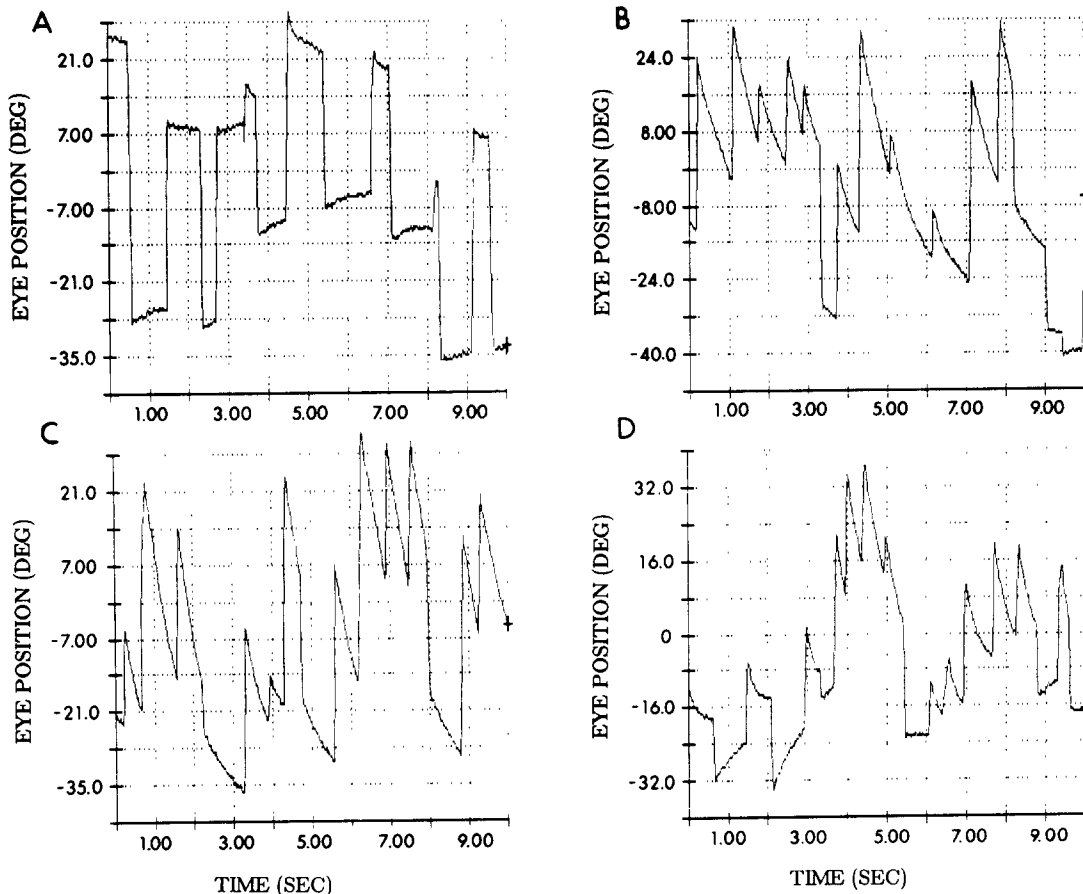 A
EYE POSITION (DEG)
21.0
7.00
-7.00
-21.0
-35.0
1.00 3.00 5.00 7.00 9.00
B
EYE POSITION (DEG)
24.0
8.00
-8.00
-24.0
-40.0
1.00 3.00 5.00 7.00 9.00
C
EYE POSITION (DEG)
21.0
7.00
-7.00
-21.0
-35.0
1.00 3.00 5.00 7.00 9.00
TIME (SEC)
D
EYE POSITION (DEG)
32.0
16.0
0
-16.0
-32.0
1.00 3.00 5.00 7.00 9.00
TIME (SEC)